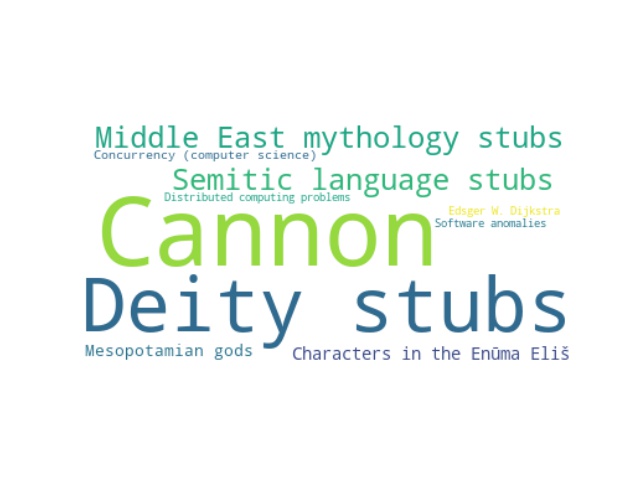 Middle East mythology stubs
Concurrency (computer science)
Semitic language stubs
Distributed computing problems
Cannon
Edsger W. Dijkstra
Software anomalies
Deity stubs
Mesopotamian gods
Characters in the Enūma Eliš